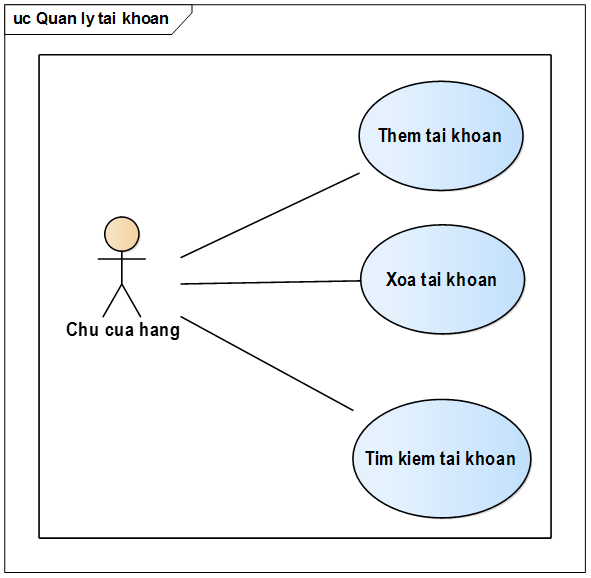 uc Quan ly tai khoan
Them tai khoan
Xoa tai khoan
Chu cua hang
Tim kiem tai khoan